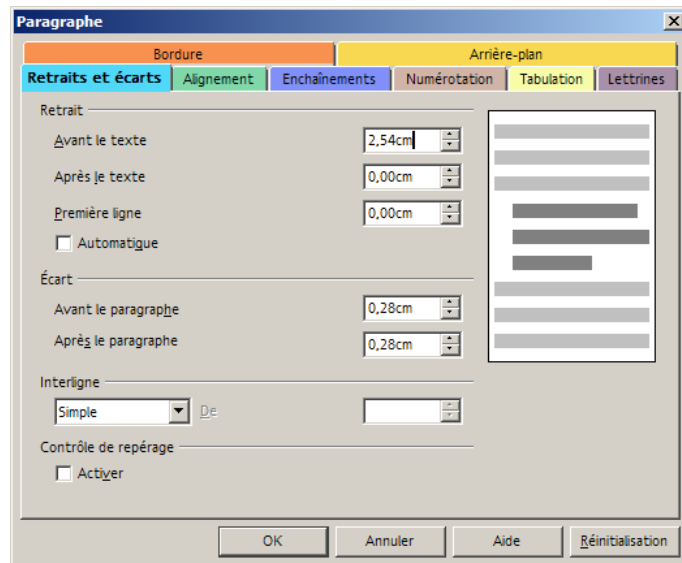 Paragraphe
Bordure Arrière-plan
Retraits et écarts Alignement Enchaînements Numérotation Tabulation Lettrines
Retrait
Avant le texte 2,54cm
Après le texte 0,00cm
Première ligne 0,00cm
Automatique
Écart
Avant le paragraphe 0,28cm
Après le paragraphe 0,28cm
Interligne
Simple De
Contrôle de repérage
Activer
OK Annuler Aide Réinitialisation